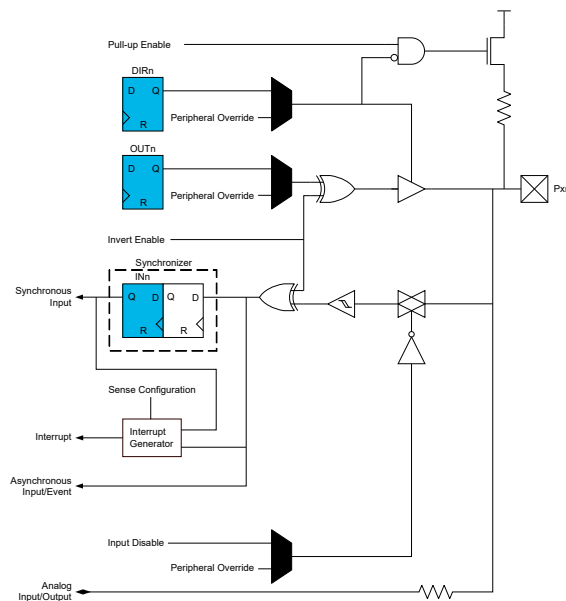 Pull-up Enable
DIRn
D Q
R
Peripheral Override
OUTn
D Q
R
Peripheral Override
Pxn
Invert Enable
Synchronizer
INn
Synchronous
Input
Q D Q D
R R
Sense Configuration
Interrupt
Interrupt
Generator
Asynchronous
Input/Event
Input Disable
Peripheral Override
Analog
Input/Output